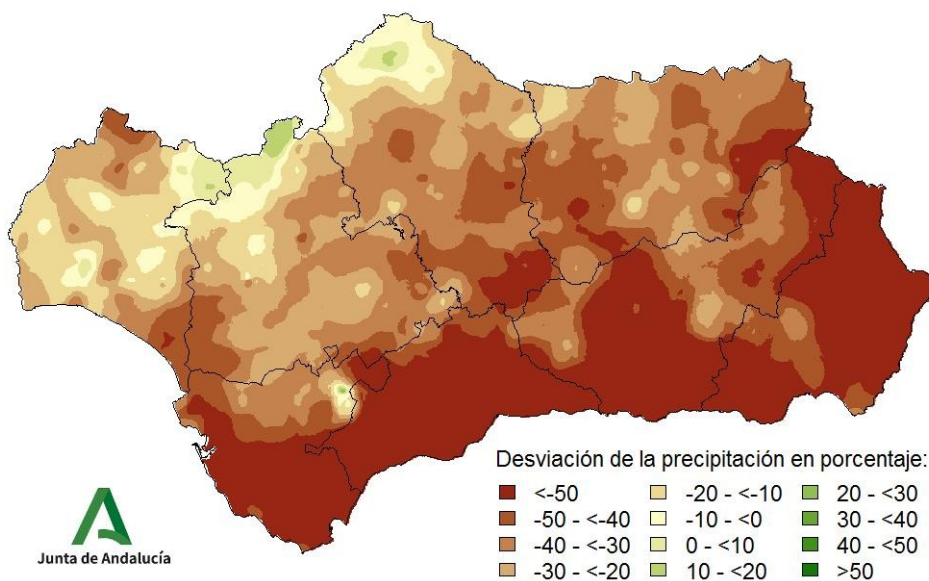 Desviación de la precipitación en porcentaje:
<-50
-50 - <-40
-40 - <-30
-30 - <-20
-20 - <-10
-10 - <0
0 - <10
10 - <20
20 - <30
30 - <40
40 - <50
>50
Junta de Andalucía